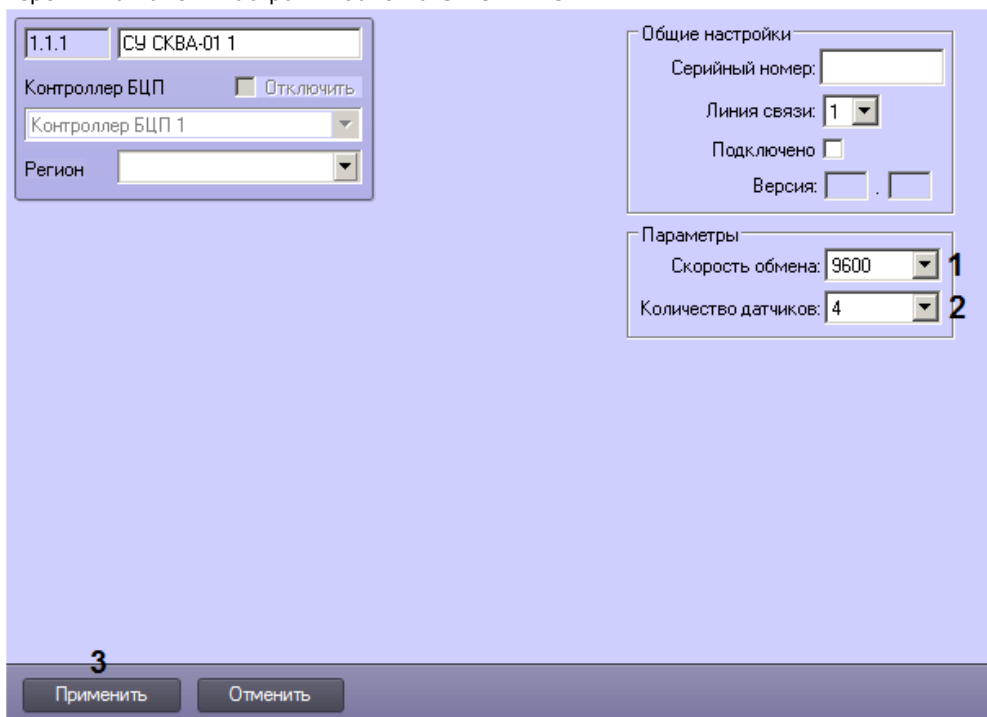 1.1.1 СУ СКВА-01 1
Контроллер БЦП Отключить
Контроллер БЦП 1
Регион
Общие настройки
Серийный номер:
Линия связи: 1
Подключено
Версия: .
Параметры
Скорость обмена: 9600 1
Количество датчиков: 4 2
3
Применить Отменить